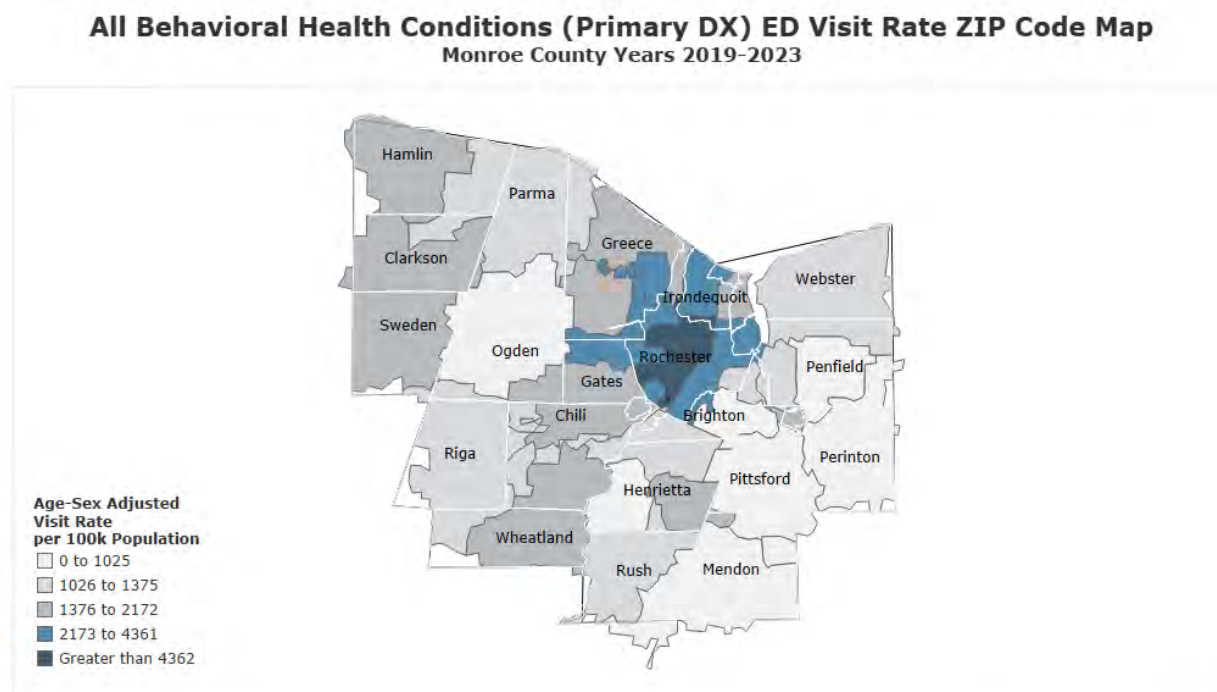 All Behavioral Health Conditions (Primary DX) ED Visit Rate ZIP Code Map
Monroe County Years 2019-2023
Hamlin
Parma
Greece
Clarkson
Webster
Irondequoit
Sweden
Ogden
Rochester
Penfield
Gates
Chili
Brighton
Riga
Perinton
Pittsford
Henrietta
Wheatland
Rush
Mendon
Age-Sex Adjusted
Visit Rate
per 100k Population
0 to 1025
1026 to 1375
1376 to 2172
2173 to 4361
Greater than 4362